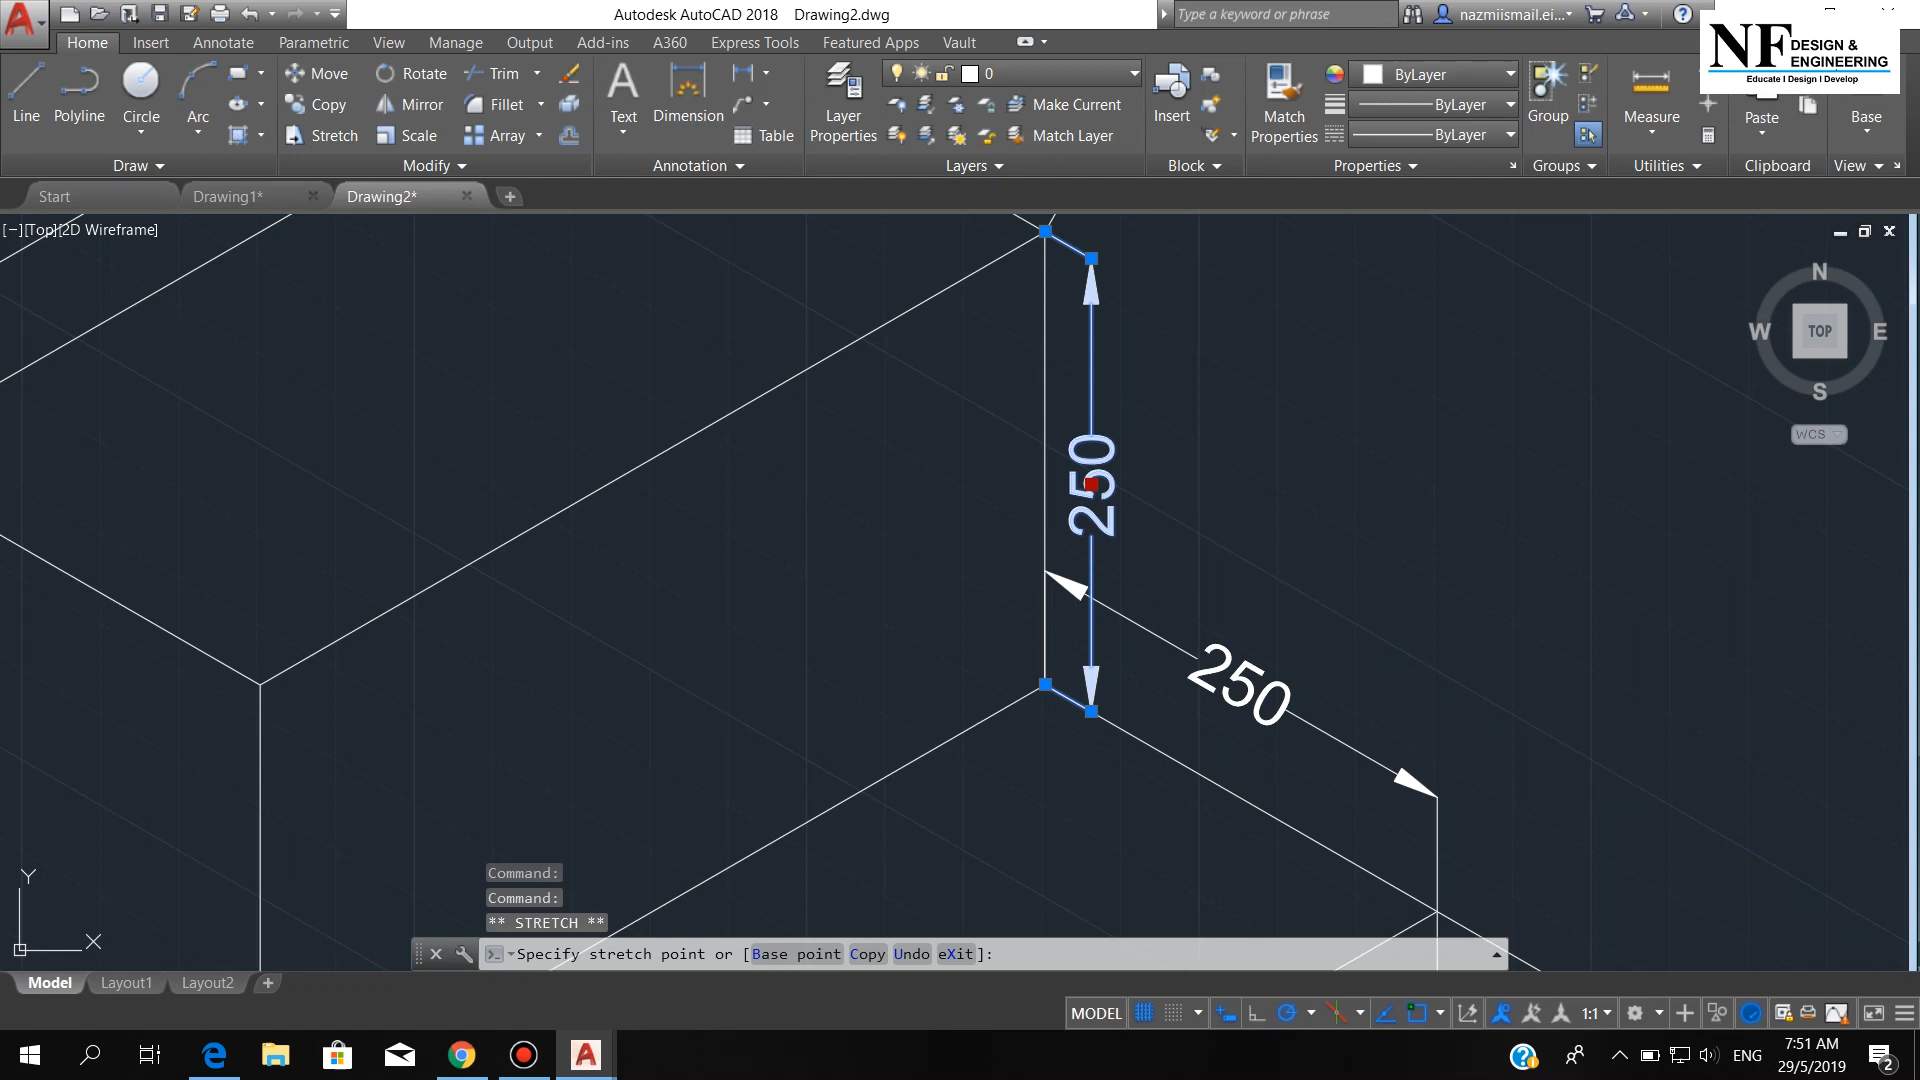 Autodesk AutoCAD 2018 Drawing2.dwg
Type a keyword or phrase
nazmiismail.ei...
NF DESIGN & ENGINEERING
Educate I Design I Develop
Home Insert Annotate Parametric View Manage Output Add-ins A360 Express Tools Featured Apps Vault
Line Polyline Circle Arc
Move Rotate Trim
Copy Mirror Fillet
Stretch Scale Array
Text Dimension Table
Layer Properties
0
Make Current
Match Layer
Insert
Match Properties
ByLayer
ByLayer
ByLayer
Group
Measure
Paste
Base
Draw Modify Annotation Layers Block Properties Groups Utilities Clipboard View
Start Drawing1* Drawing2*
[−][Top][2D Wireframe]
N
W TOP E
S
WCS
250
250
Y
X
Command:
Command:
** STRETCH **
Specify stretch point or [Base point Copy Undo eXit]:
Model Layout1 Layout2
MODEL 1:1
ENG
7:51 AM
29/5/2019
2